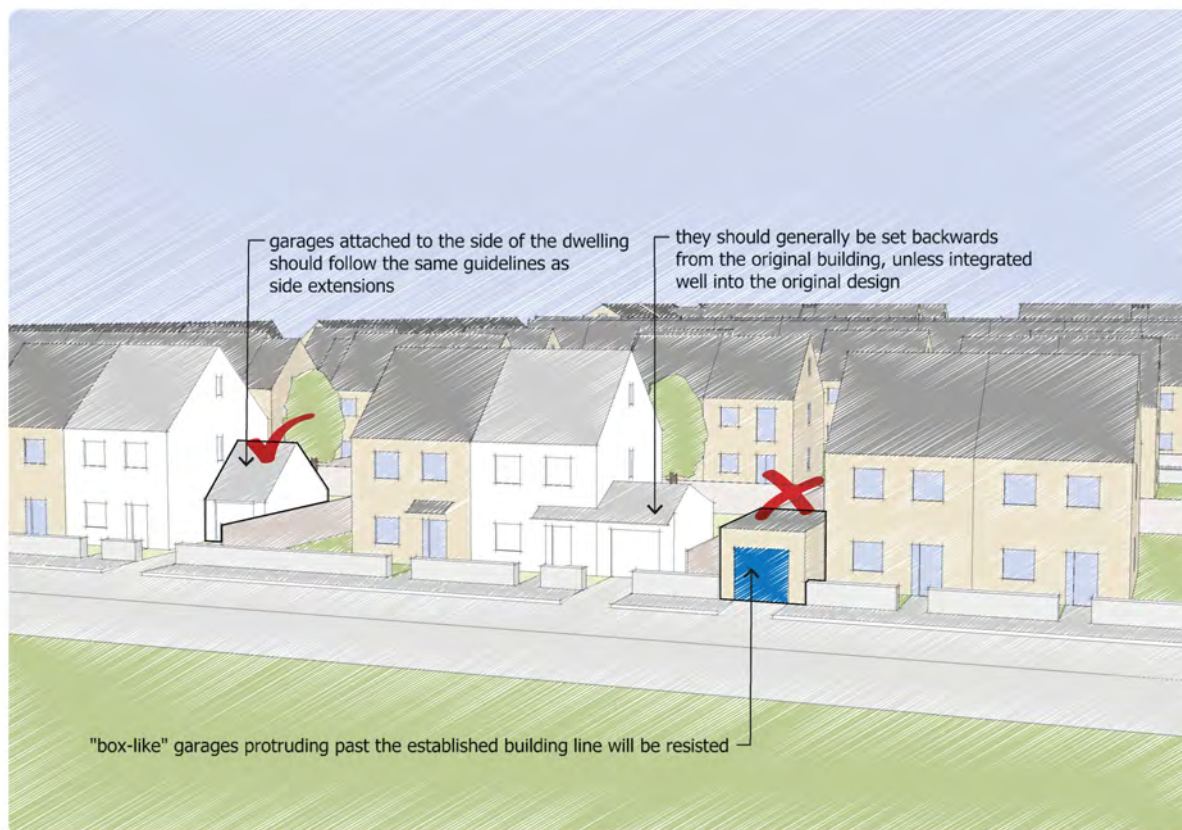 garages attached to the side of the dwelling
should follow the same guidelines as
side extensions
they should generally be set backwards
from the original building, unless integrated
well into the original design
"box-like" garages protruding past the established building line will be resisted